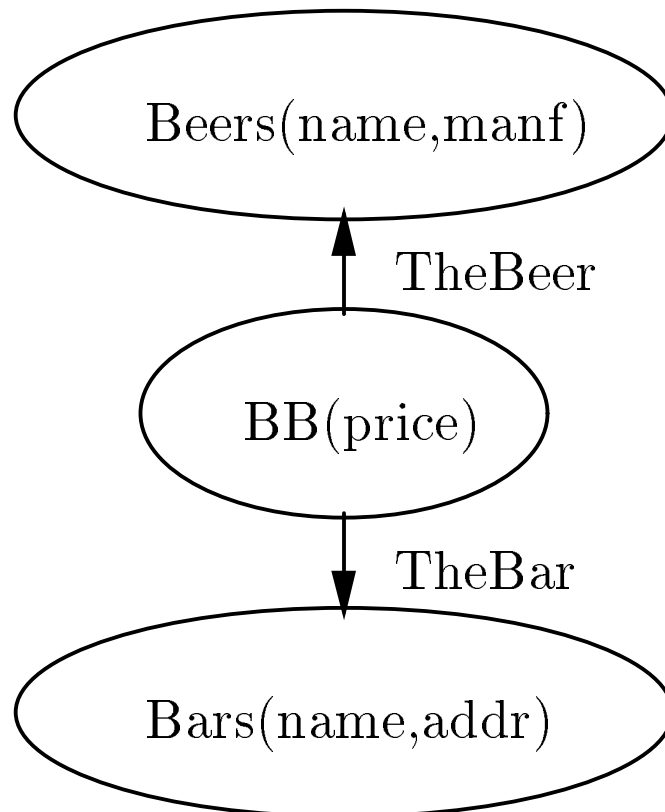 Beers(name,manf)
TheBeer
BB(price)
TheBar
Bars(name,addr)